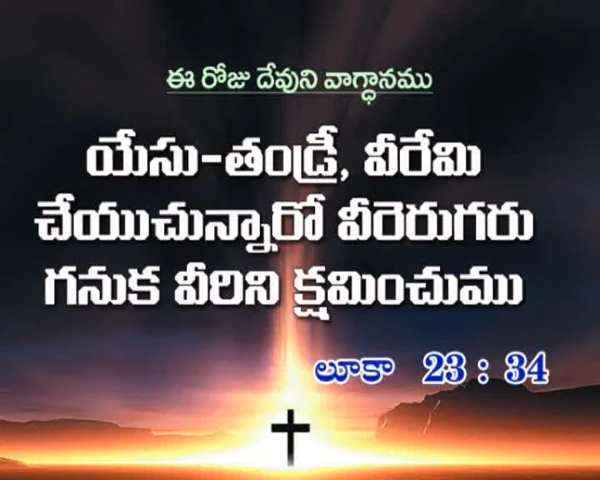 ఈ రోజు దేవుని వాగ్ధానము
యేసు-తండ్రీ, వీరేమి
చేయుచున్నారో వీరెరుగరు
గనుక వీరిని క్షమించుము
లూకా 23 : 34